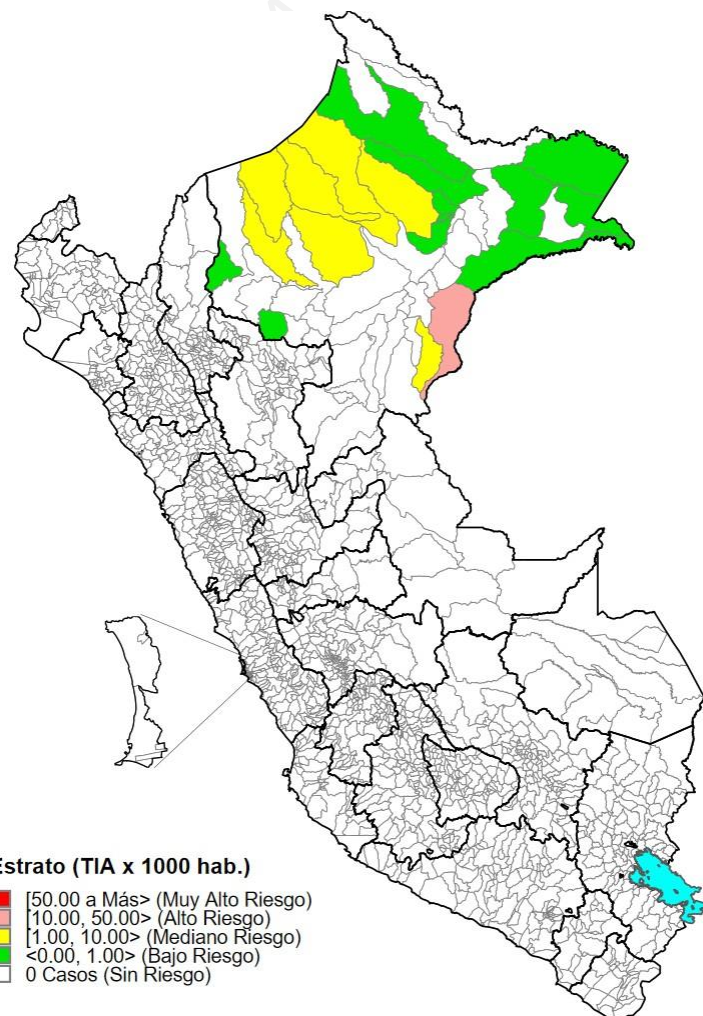 Estrato (TIA x 1000 hab.)
[50.00 a Más> (Muy Alto Riesgo)
[10.00, 50.00> (Alto Riesgo)
[1.00, 10.00> (Mediano Riesgo)
<0.00, 1.00> (Bajo Riesgo)
0 Casos (Sin Riesgo)